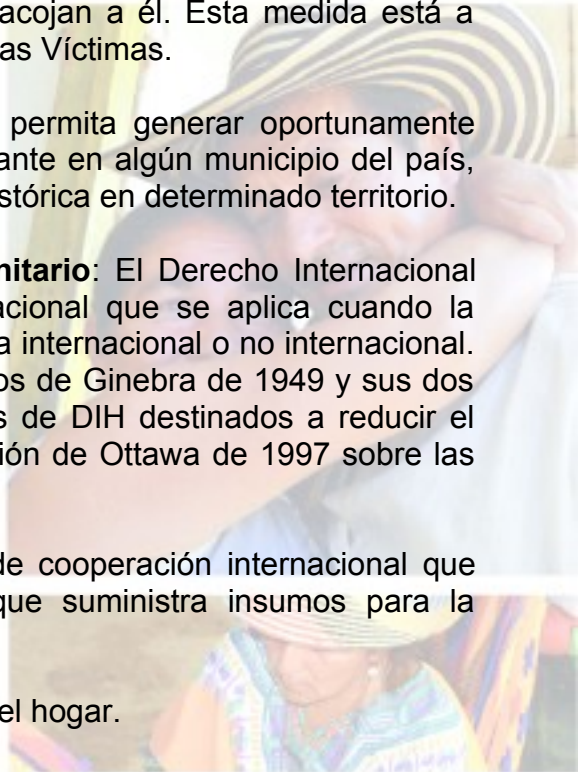 acojan a él. Esta medida está a
as Víctimas.
permita generar oportunamente
ante en algún municipio del país,
stórica en determinado territorio.
nitario: El Derecho Internacional
acional que se aplica cuando la
a internacional o no internacional.
os de Ginebra de 1949 y sus dos
s de DIH destinados a reducir el
ión de Ottawa de 1997 sobre las
de cooperación internacional que
que suministra insumos para la
el hogar.